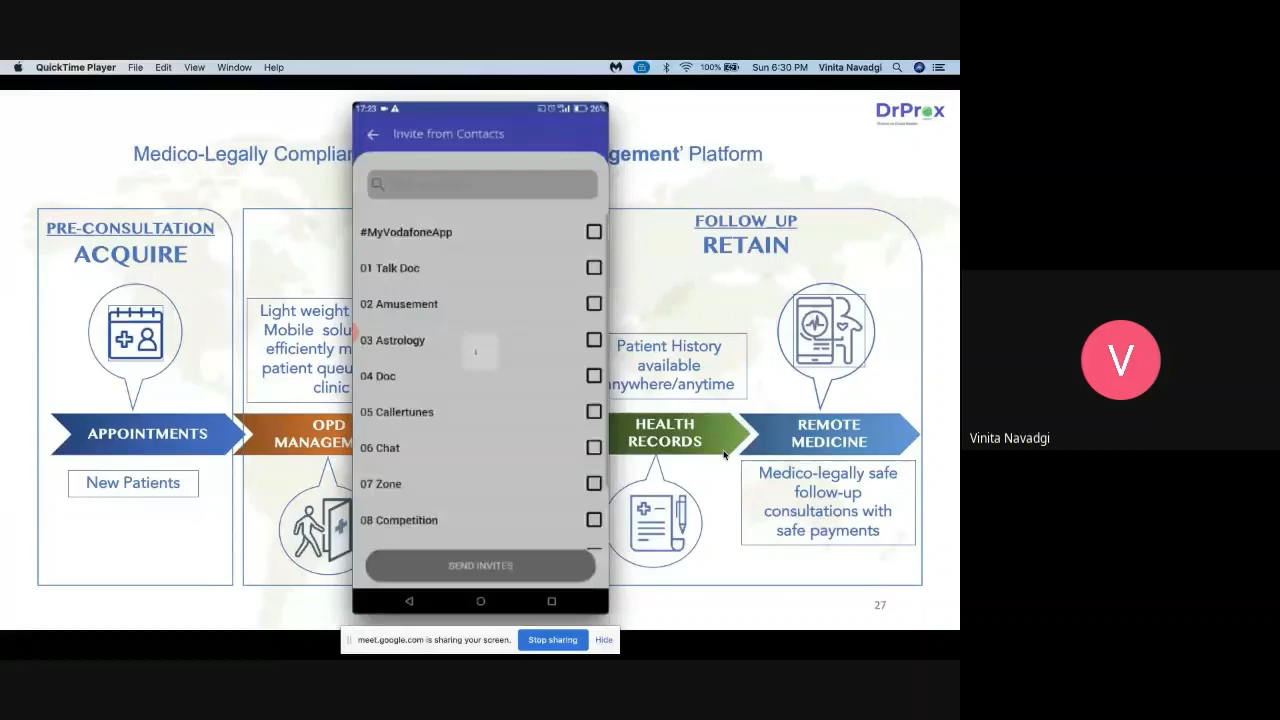 QuickTime Player File Edit View Window Help 100% Sun 6:30 PM Vinita Navadgi
DrProx
Medico-Legally Complian
gement' Platform
PRE-CONSULTATION
ACQUIRE
APPOINTMENTS
New Patients
Light weight
Mobile solu
efficiently m
patient queu
clinic
OPD
MANAGEM
17:23 26%
Invite from Contacts
#MyVodafoneApp
01 Talk Doc
02 Amusement
03 Astrology
04 Doc
05 Callertunes
06 Chat
07 Zone
08 Competition
SEND INVITES
FOLLOW_UP
RETAIN
Patient History
available
nywhere/anytime
HEALTH
RECORDS
REMOTE
MEDICINE
Medico-legally safe
follow-up
consultations with
safe payments
27
meet.google.com is sharing your screen. Stop sharing Hide
V
Vinita Navadgi